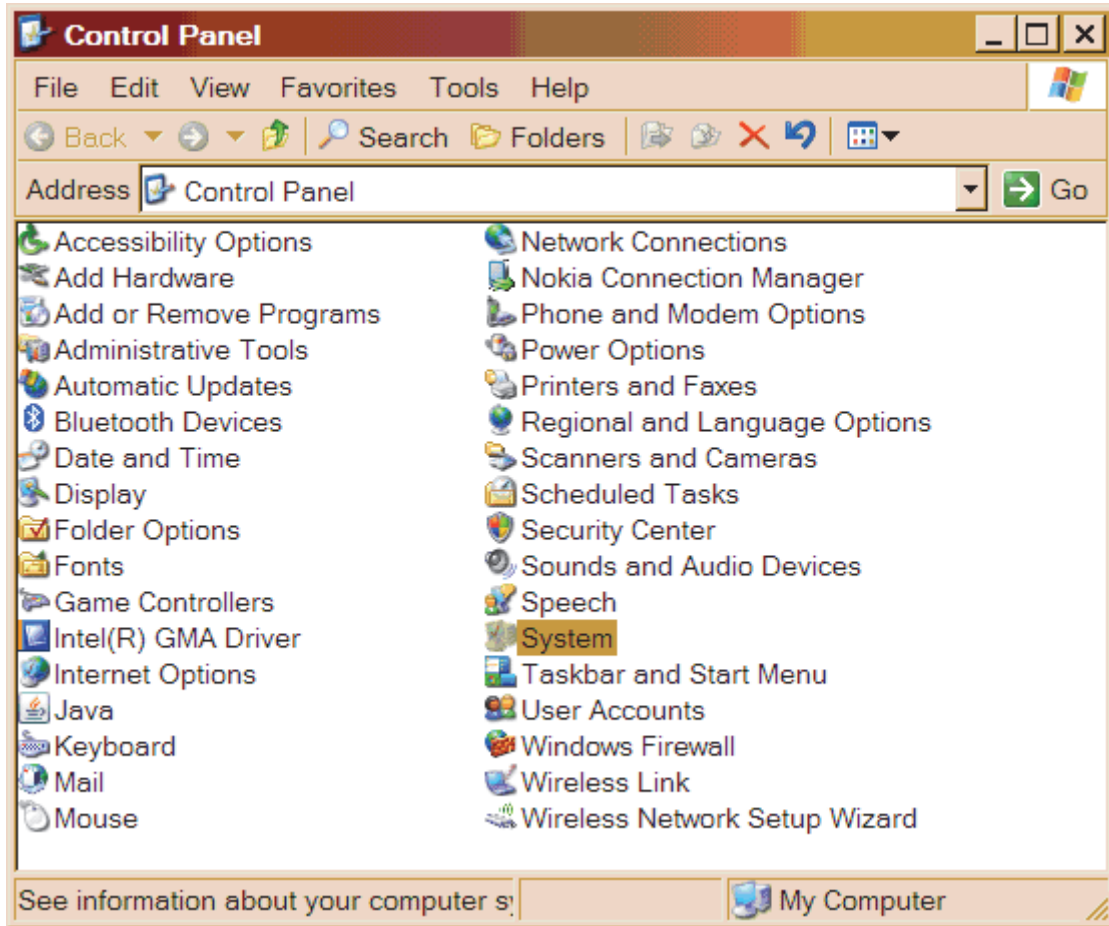 Control Panel
File Edit View Favorites Tools Help
Back Search Folders
Address Control Panel Go
Accessibility Options
Add Hardware
Add or Remove Programs
Administrative Tools
Automatic Updates
Bluetooth Devices
Date and Time
Display
Folder Options
Fonts
Game Controllers
Intel(R) GMA Driver
Internet Options
Java
Keyboard
Mail
Mouse
Network Connections
Nokia Connection Manager
Phone and Modem Options
Power Options
Printers and Faxes
Regional and Language Options
Scanners and Cameras
Scheduled Tasks
Security Center
Sounds and Audio Devices
Speech
System
Taskbar and Start Menu
User Accounts
Windows Firewall
Wireless Link
Wireless Network Setup Wizard
See information about your computer sy
My Computer